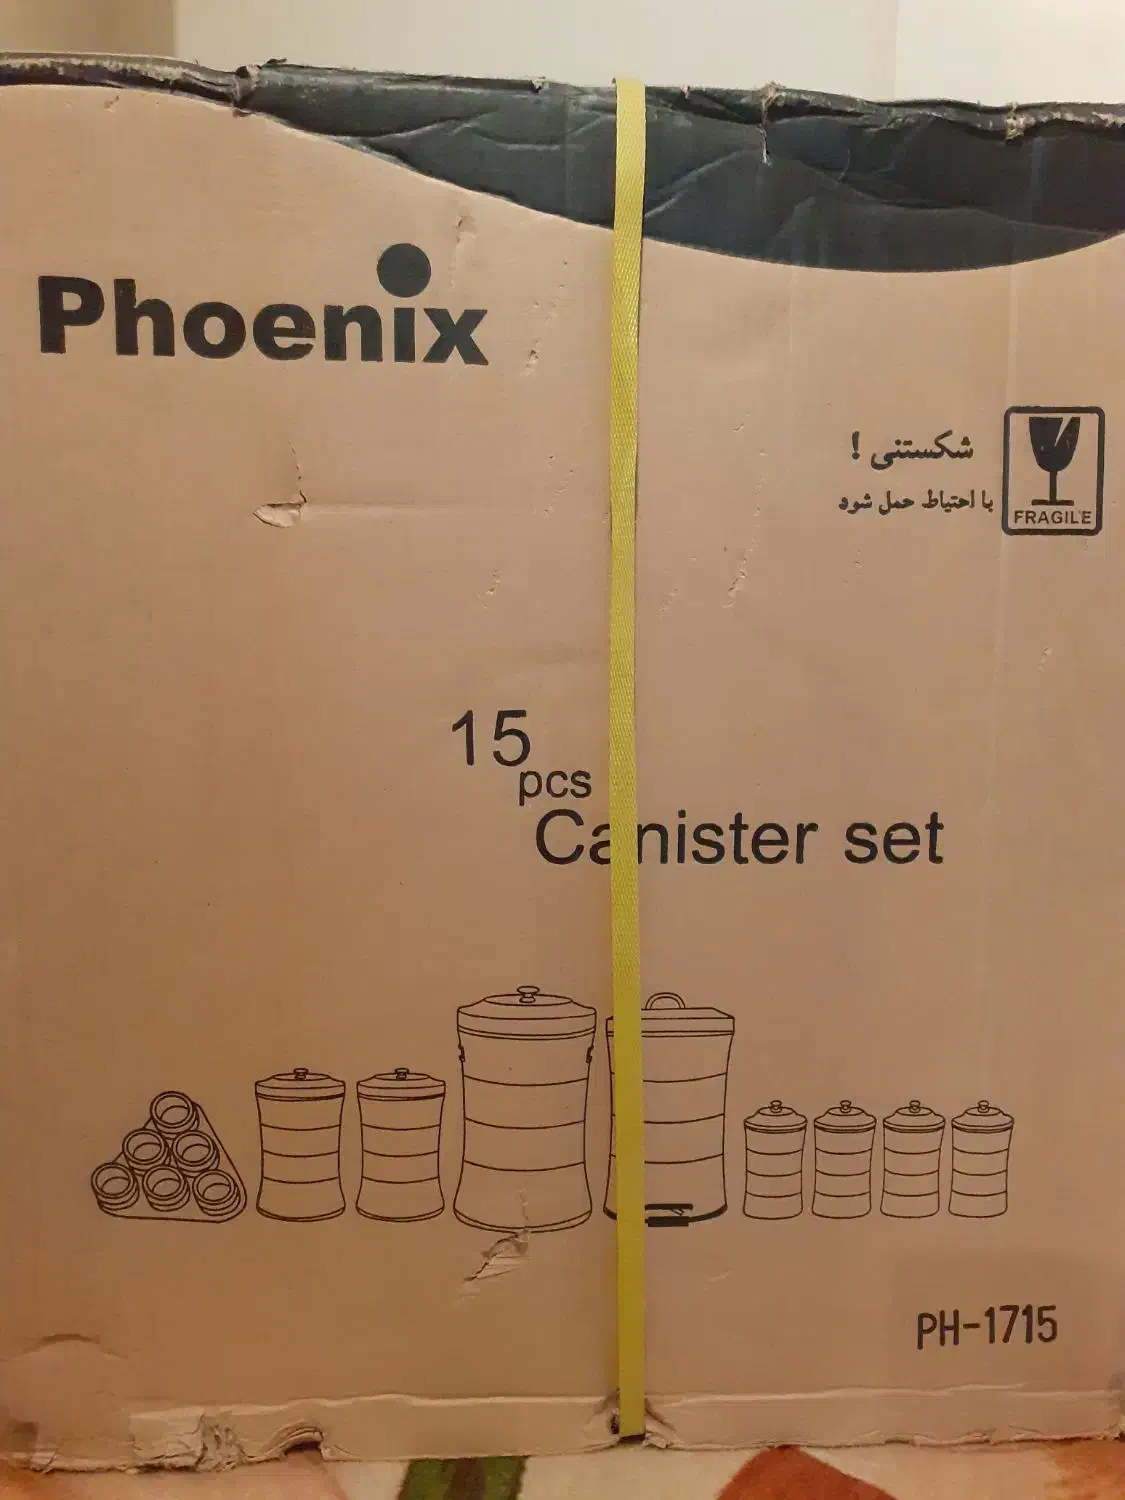 Phoenix
شکستنی !
با احتیاط حمل شود
FRAGILE
15
pcs
Canister set
PH-1715